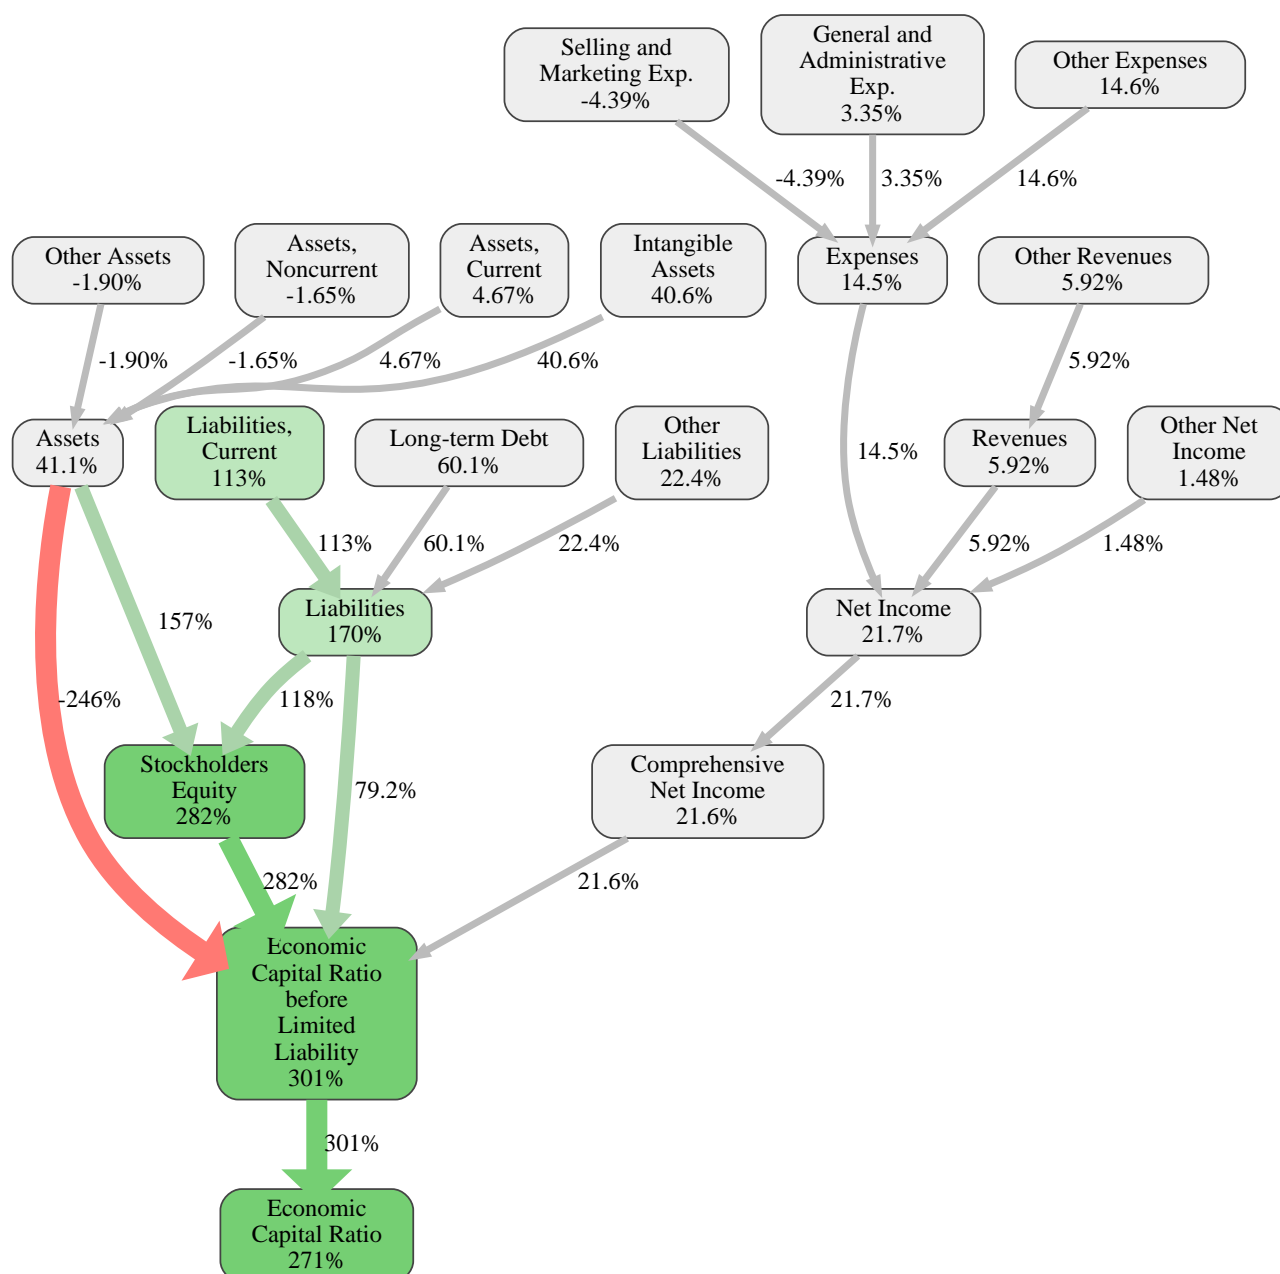 Selling and
Marketing Exp.
-4.39%
General and
Administrative
Exp.
3.35%
Other Expenses
14.6%
-4.39%
3.35%
14.6%
Other Assets
-1.90%
Assets,
Noncurrent
-1.65%
Assets,
Current
4.67%
Intangible
Assets
40.6%
Expenses
14.5%
Other Revenues
5.92%
-1.90%
-1.65%
4.67%
40.6%
5.92%
Assets
41.1%
Liabilities,
Current
113%
Long-term Debt
60.1%
Other
Liabilities
22.4%
14.5%
Revenues
5.92%
Other Net
Income
1.48%
113%
60.1%
22.4%
5.92%
1.48%
157%
Liabilities
170%
Net Income
21.7%
-246%
118%
21.7%
Stockholders
Equity
282%
79.2%
Comprehensive
Net Income
21.6%
282%
21.6%
Economic
Capital Ratio
before
Limited
Liability
301%
301%
Economic
Capital Ratio
271%